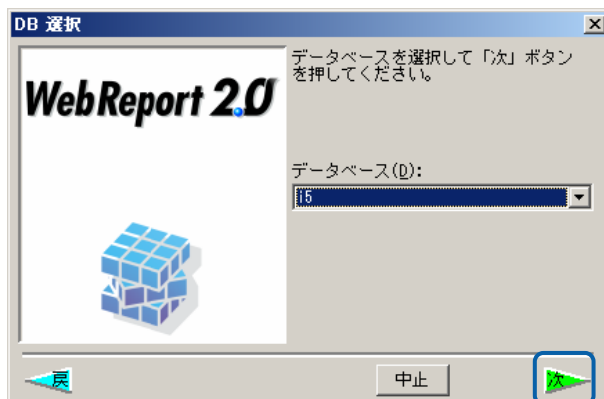 DB 選択
データベースを選択して「次」ボタン
を押してください。
WebReport 2.0
データベース(D):
i5
戻
中止
次